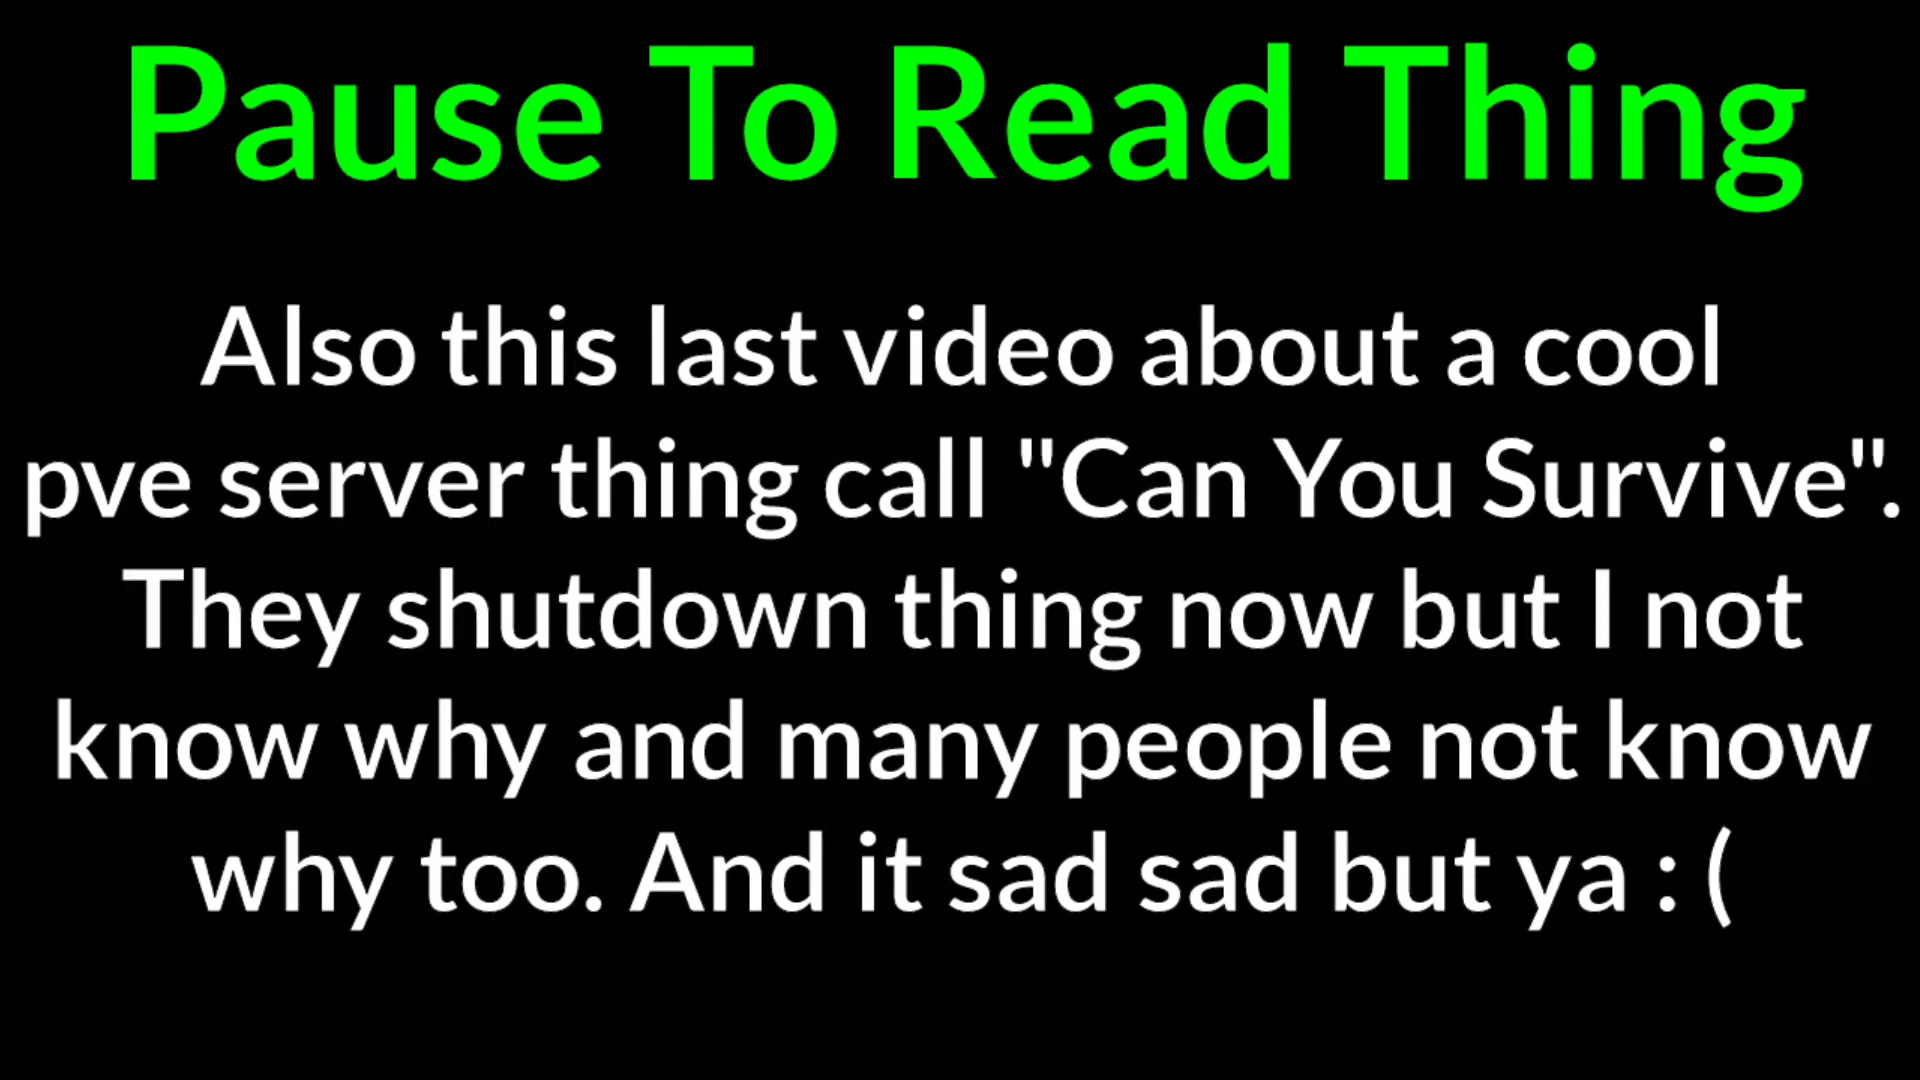 Pause To Read Thing
Also this last video about a cool
pve server thing call "Can You Survive".
They shutdown thing now but I not
know why and many people not know
why too. And it sad sad but ya : (